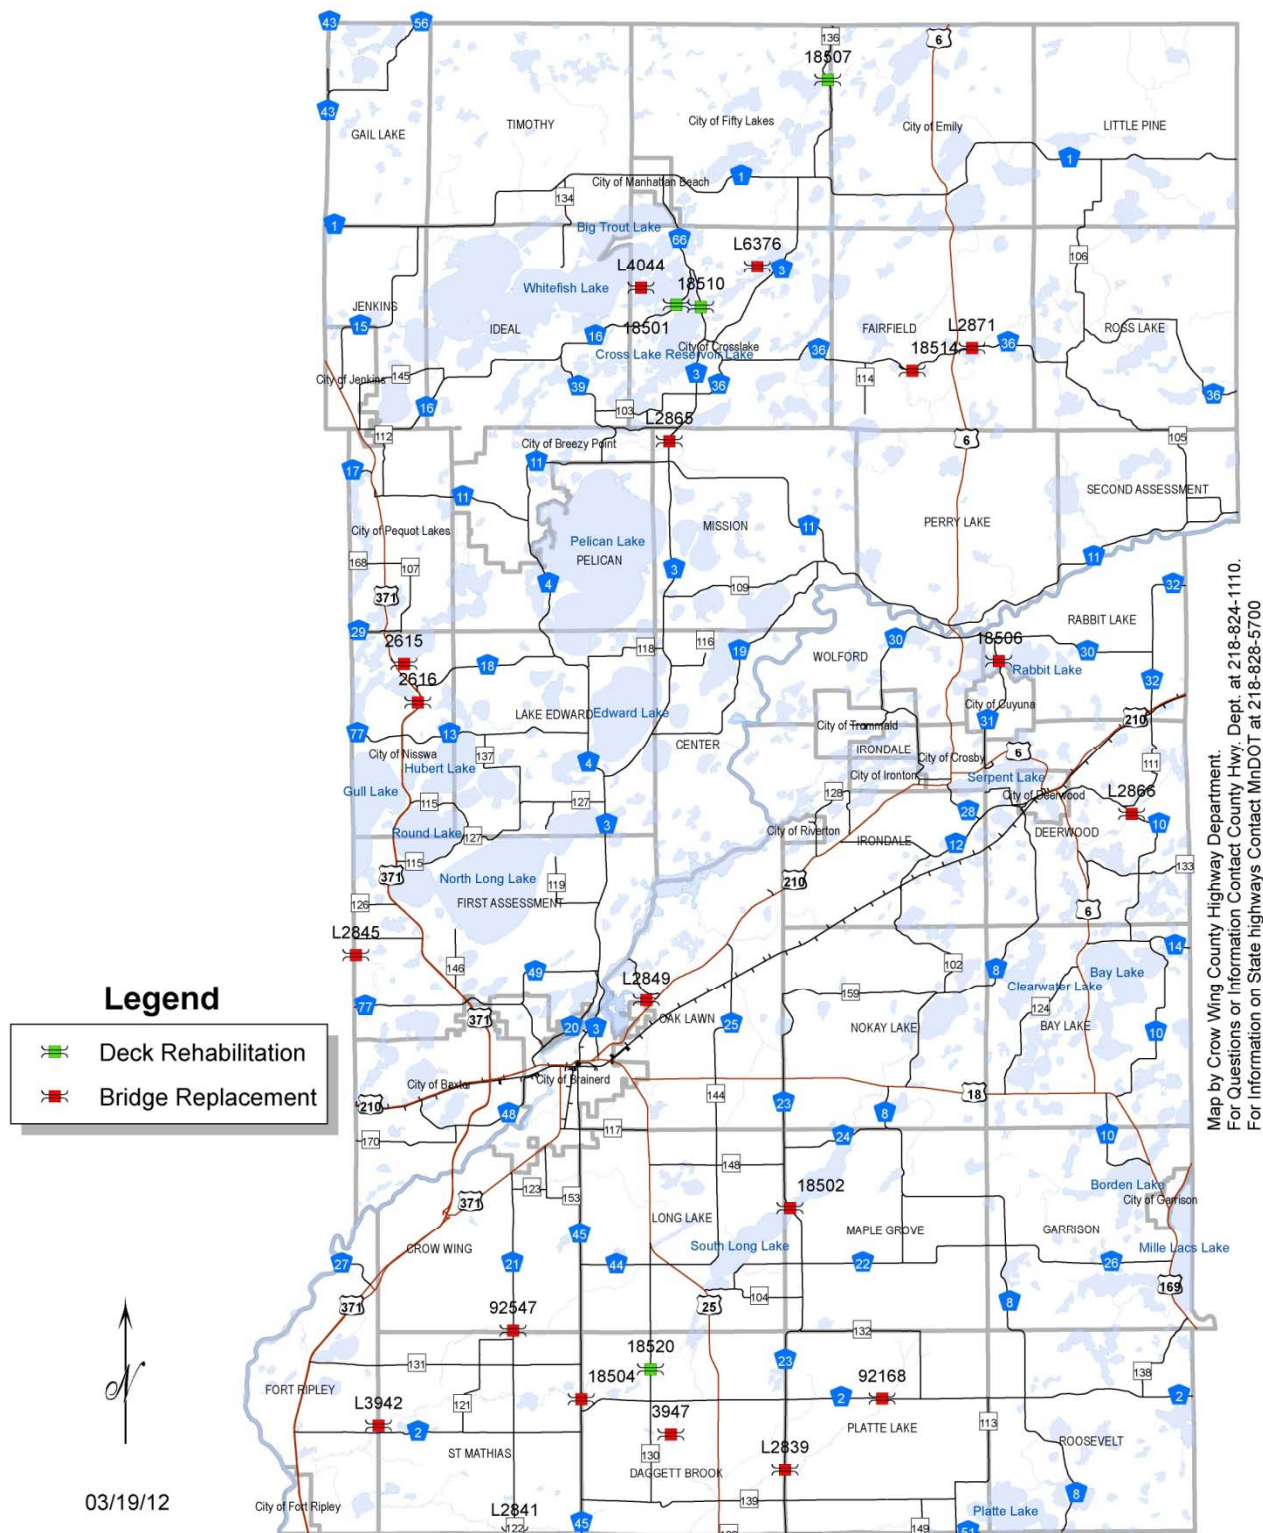 43
56
136
6
18507
43
GAIL LAKE
TIMOTHY
City of Fifty Lakes
City of Emily
LITTLE PINE
1
1
City of Manhattan Beach
134
1
Big Trout Lake
66
L6376
3
106
L4044
18510
Whitefish Lake
JENKINS
15
IDEAL
16
18501
City of Crosslake
Cross Lake Reservoir Lake
FAIRFIELD
L2871
18514
36
ROSS LAKE
36
City of Jenkins
145
39
3
36
114
36
16
103
L2865
112
City of Breezy Point
6
105
17
11
11
SECOND ASSESSMENT
City of Pequot Lakes
MISSION
11
PERRY LAKE
Pelican Lake
PELICAN
11
168
107
371
4
3
109
32
29
2615
RABBIT LAKE
116
118
19
WOLFORD
30
18506
30
Rabbit Lake
18
2616
32
LAKE EDWARD
Edward Lake
City of Cuyuna
31
210
77
13
City of Nisswa
137
CENTER
City of Trommald
IRONDALE
City of Crosby
6
111
Hubert Lake
4
City of Ironton
Serpent Lake
Gull Lake
115
127
128
City of Deerwood
L2866
28
3
10
Round Lake
127
City of Riverton
IRONDALE
12
DEERWOOD
115
371
133
North Long Lake
119
210
126
FIRST ASSESSMENT
6
L2845
14
146
49
L2849
102
8
Bay Lake
Clearwater Lake
77
371
20
3
OAK LAWN
25
159
NOKAY LAKE
124
BAY LAKE
10
City of Baxter
City of Brainerd
210
48
144
23
18
8
170
117
24
10
148
Borden Lake
City of Garrison
123
153
18502
371
LONG LAKE
MAPLE GROVE
GARRISON
45
South Long Lake
Mille Lacs Lake
CROW WING
27
21
44
22
26
169
371
104
25
8
92547
18520
132
23
131
138
FORT RIPLEY
18504
92168
L3942
121
2
2
2
3947
113
ST MATHIAS
130
PLATTE LAKE
ROOSEVELT
L2839
DAGGETT BROOK
8
139
City of Fort Ripley
L2841
122
45
149
51
Platte Lake
Legend
Deck Rehabilitation
Bridge Replacement
N
03/19/12
Map by Crow Wing County Highway Department.
For Questions or Information Contact County Hwy. Dept. at 218-824-1110.
For Information on State highways Contact MnDOT at 218-828-5700